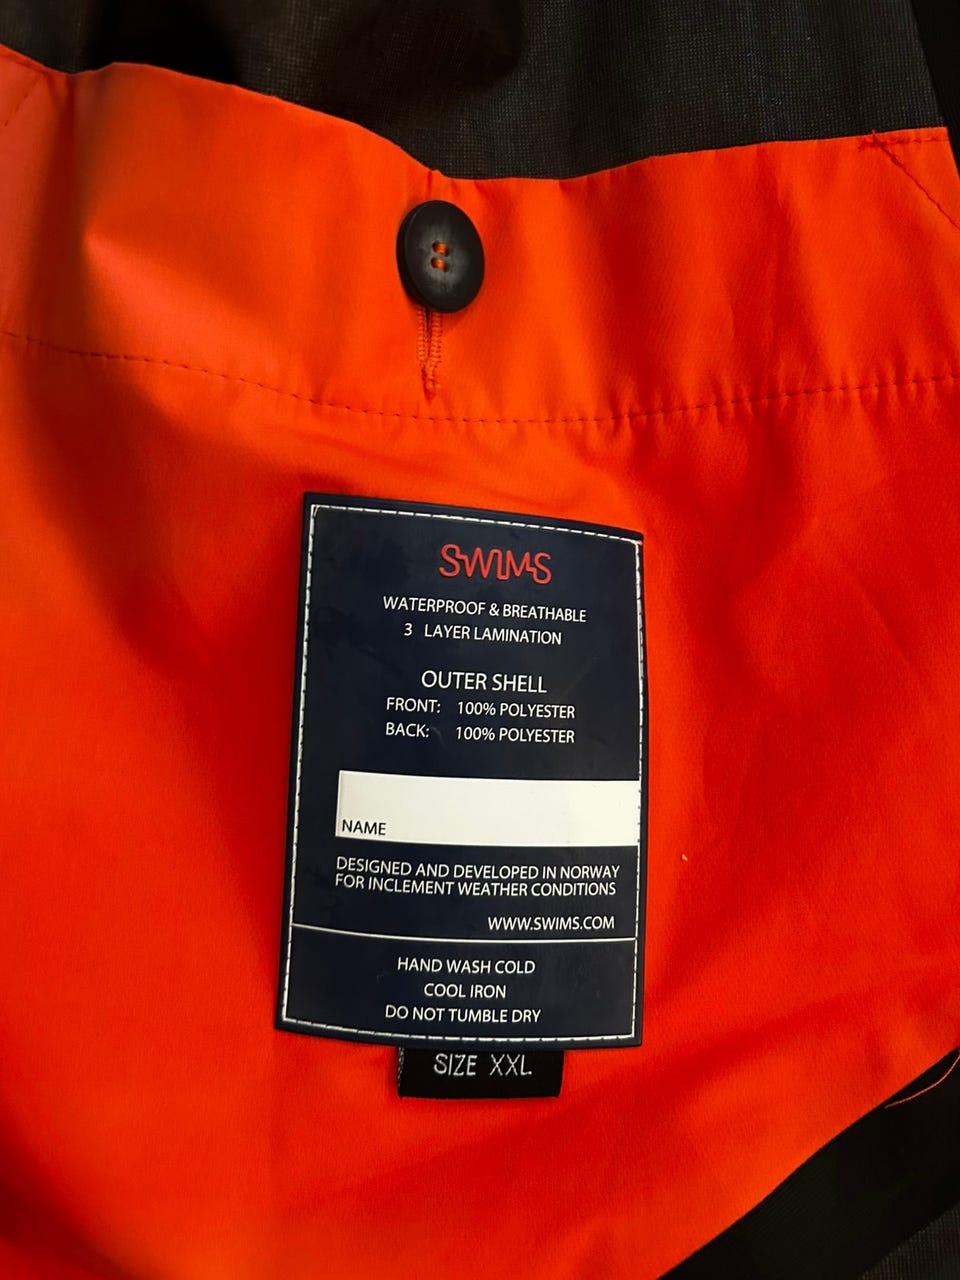 SWIMS
WATERPROOF & BREATHABLE
3 LAYER LAMINATION
OUTER SHELL
FRONT: 100% POLYESTER
BACK: 100% POLYESTER
NAME
DESIGNED AND DEVELOPED IN NORWAY
FOR INCLEMENT WEATHER CONDITIONS
WWW.SWIMS.COM
HAND WASH COLD
COOL IRON
DO NOT TUMBLE DRY
SIZE XXL